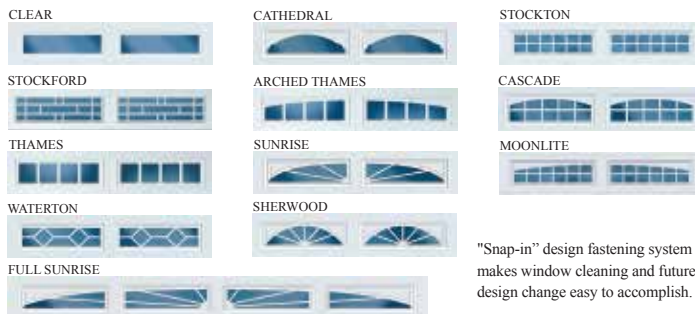 CLEAR
CATHEDRAL
STOCKTON
STOCKFORD
ARCHED THAMES
CASCADE
THAMES
SUNRISE
MOONLITE
WATERTON
SHERWOOD
FULL SUNRISE
"Snap-in” design fastening system
makes window cleaning and future
design change easy to accomplish.